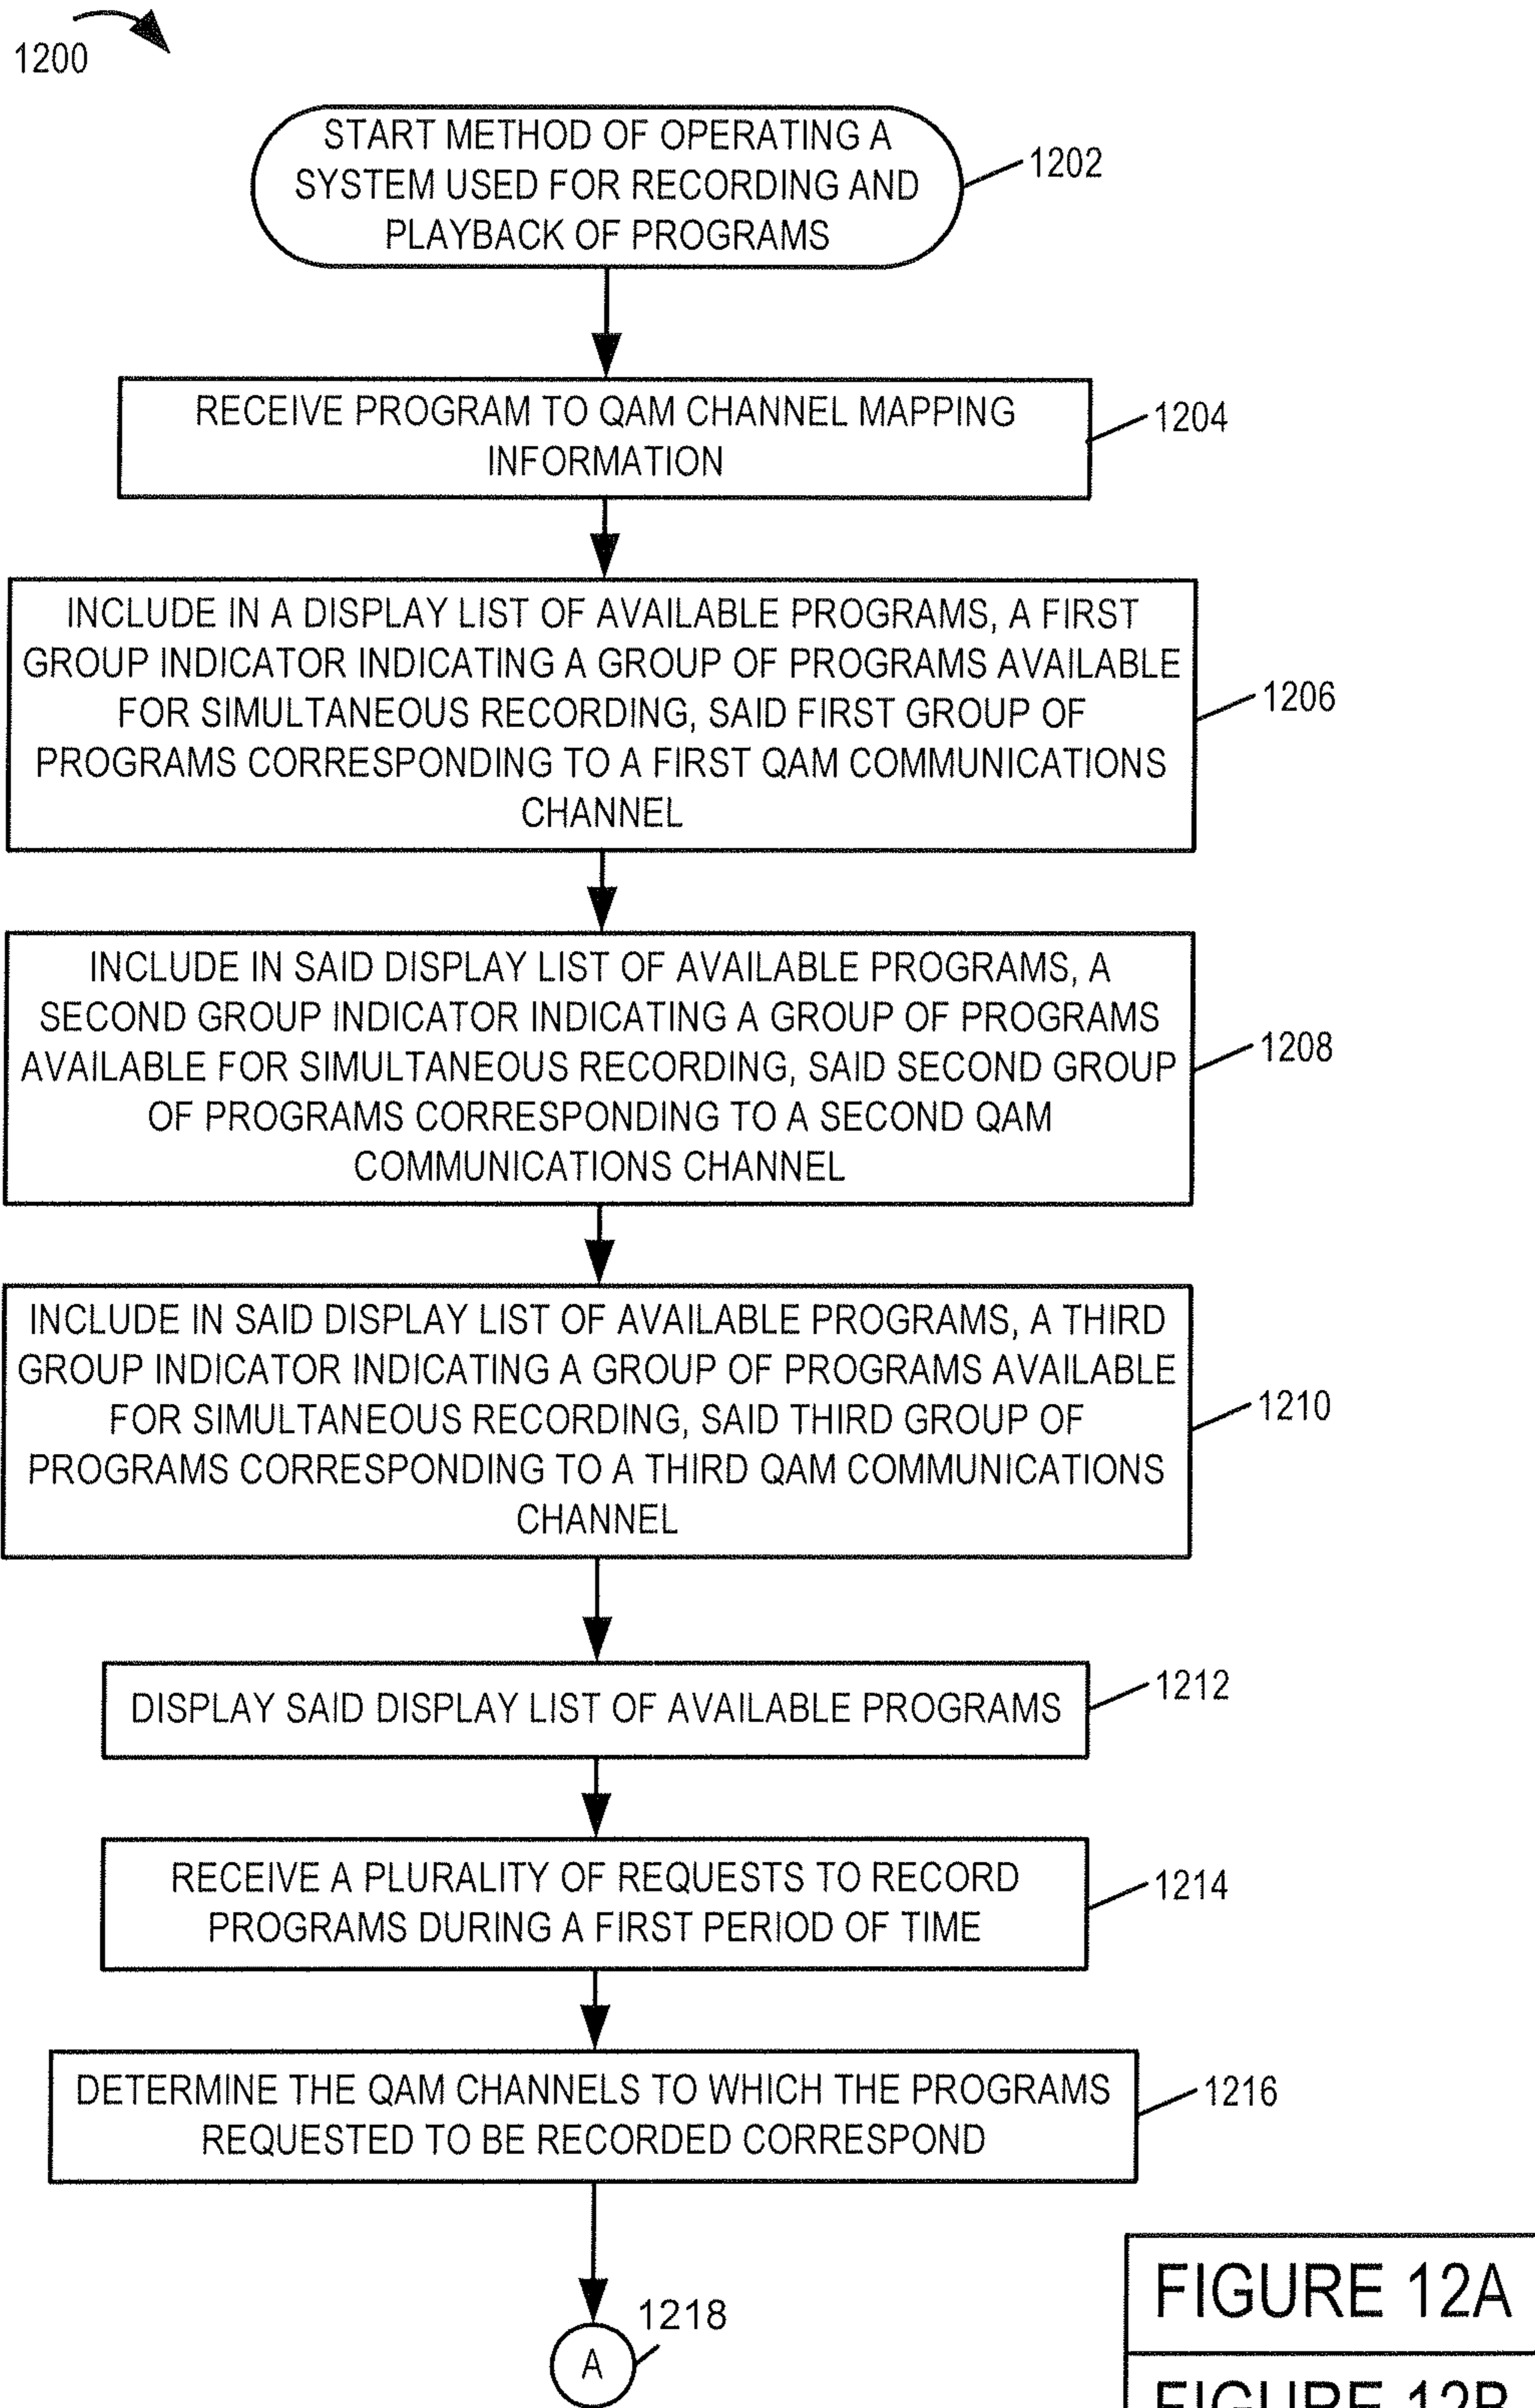 1200
START METHOD OF OPERATING A
SYSTEM USED FOR RECORDING AND
PLAYBACK OF PROGRAMS
1202
RECEIVE PROGRAM TO QAM CHANNEL MAPPING
INFORMATION
1204
INCLUDE IN A DISPLAY LIST OF AVAILABLE PROGRAMS, A FIRST
GROUP INDICATOR INDICATING A GROUP OF PROGRAMS AVAILABLE
FOR SIMULTANEOUS RECORDING, SAID FIRST GROUP OF
PROGRAMS CORRESPONDING TO A FIRST QAM COMMUNICATIONS
CHANNEL
1206
INCLUDE IN SAID DISPLAY LIST OF AVAILABLE PROGRAMS, A
SECOND GROUP INDICATOR INDICATING A GROUP OF PROGRAMS
AVAILABLE FOR SIMULTANEOUS RECORDING, SAID SECOND GROUP
OF PROGRAMS CORRESPONDING TO A SECOND QAM
COMMUNICATIONS CHANNEL
1208
INCLUDE IN SAID DISPLAY LIST OF AVAILABLE PROGRAMS, A THIRD
GROUP INDICATOR INDICATING A GROUP OF PROGRAMS AVAILABLE
FOR SIMULTANEOUS RECORDING, SAID THIRD GROUP OF
PROGRAMS CORRESPONDING TO A THIRD QAM COMMUNICATIONS
CHANNEL
1210
DISPLAY SAID DISPLAY LIST OF AVAILABLE PROGRAMS
1212
RECEIVE A PLURALITY OF REQUESTS TO RECORD
PROGRAMS DURING A FIRST PERIOD OF TIME
1214
DETERMINE THE QAM CHANNELS TO WHICH THE PROGRAMS
REQUESTED TO BE RECORDED CORRESPOND
1216
A
1218
FIGURE 12A
FIGURE 12B